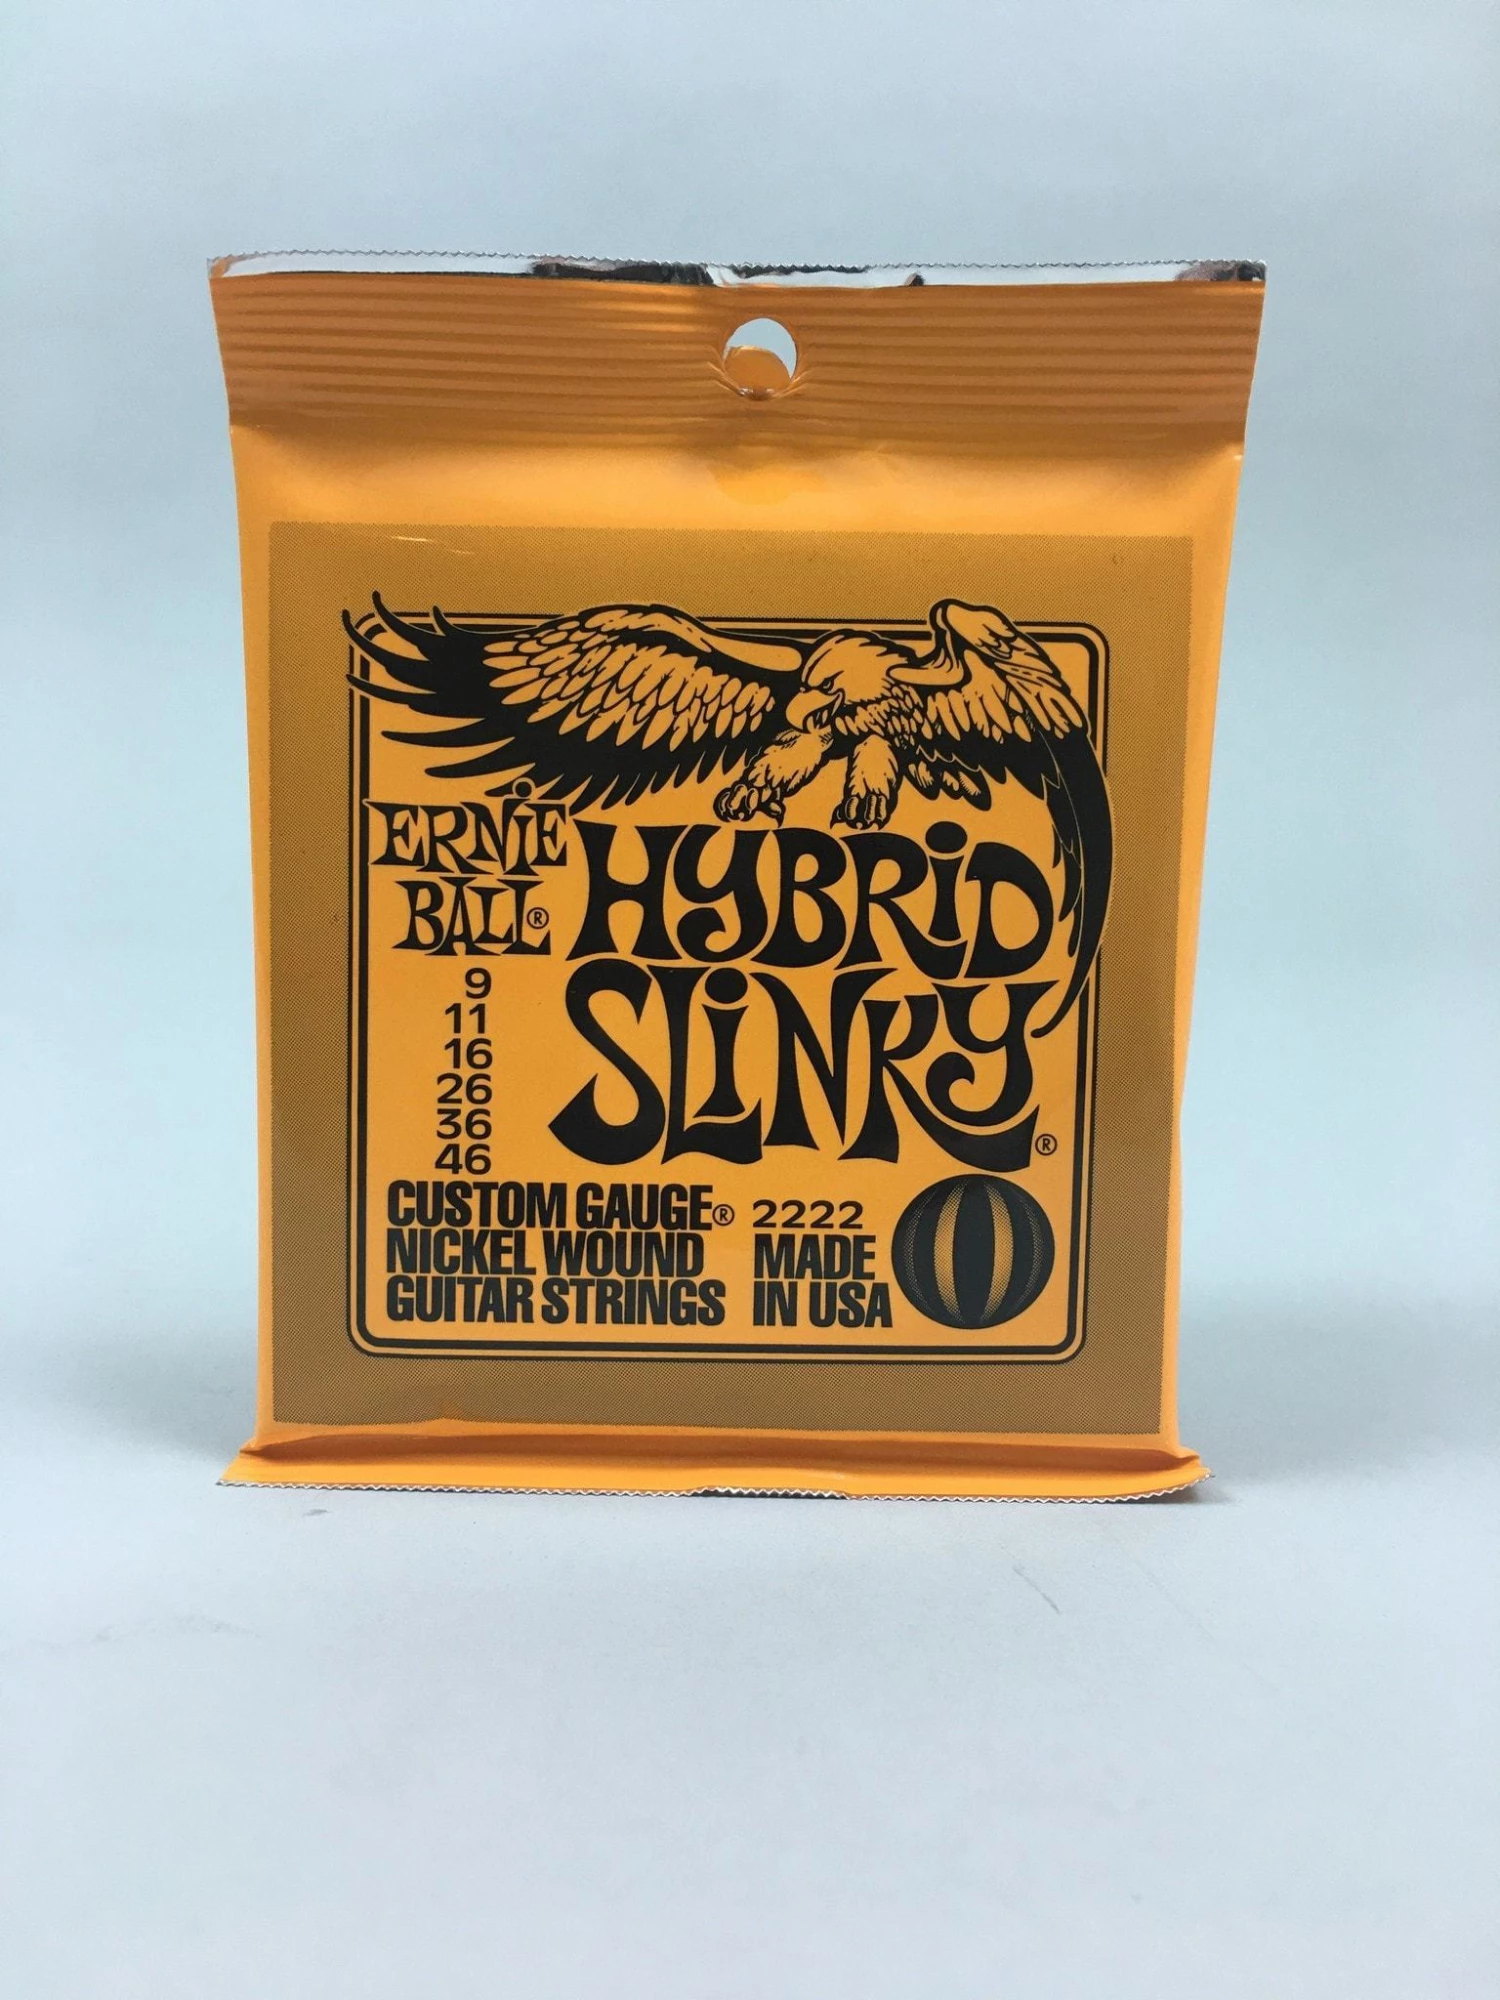 ERNiE
BALL®
HYBRiD
SLiNKY®
9
11
16
26
36
46
CUSTOM GAUGE®
NICKEL WOUND
GUITAR STRINGS
2222
MADE
IN USA